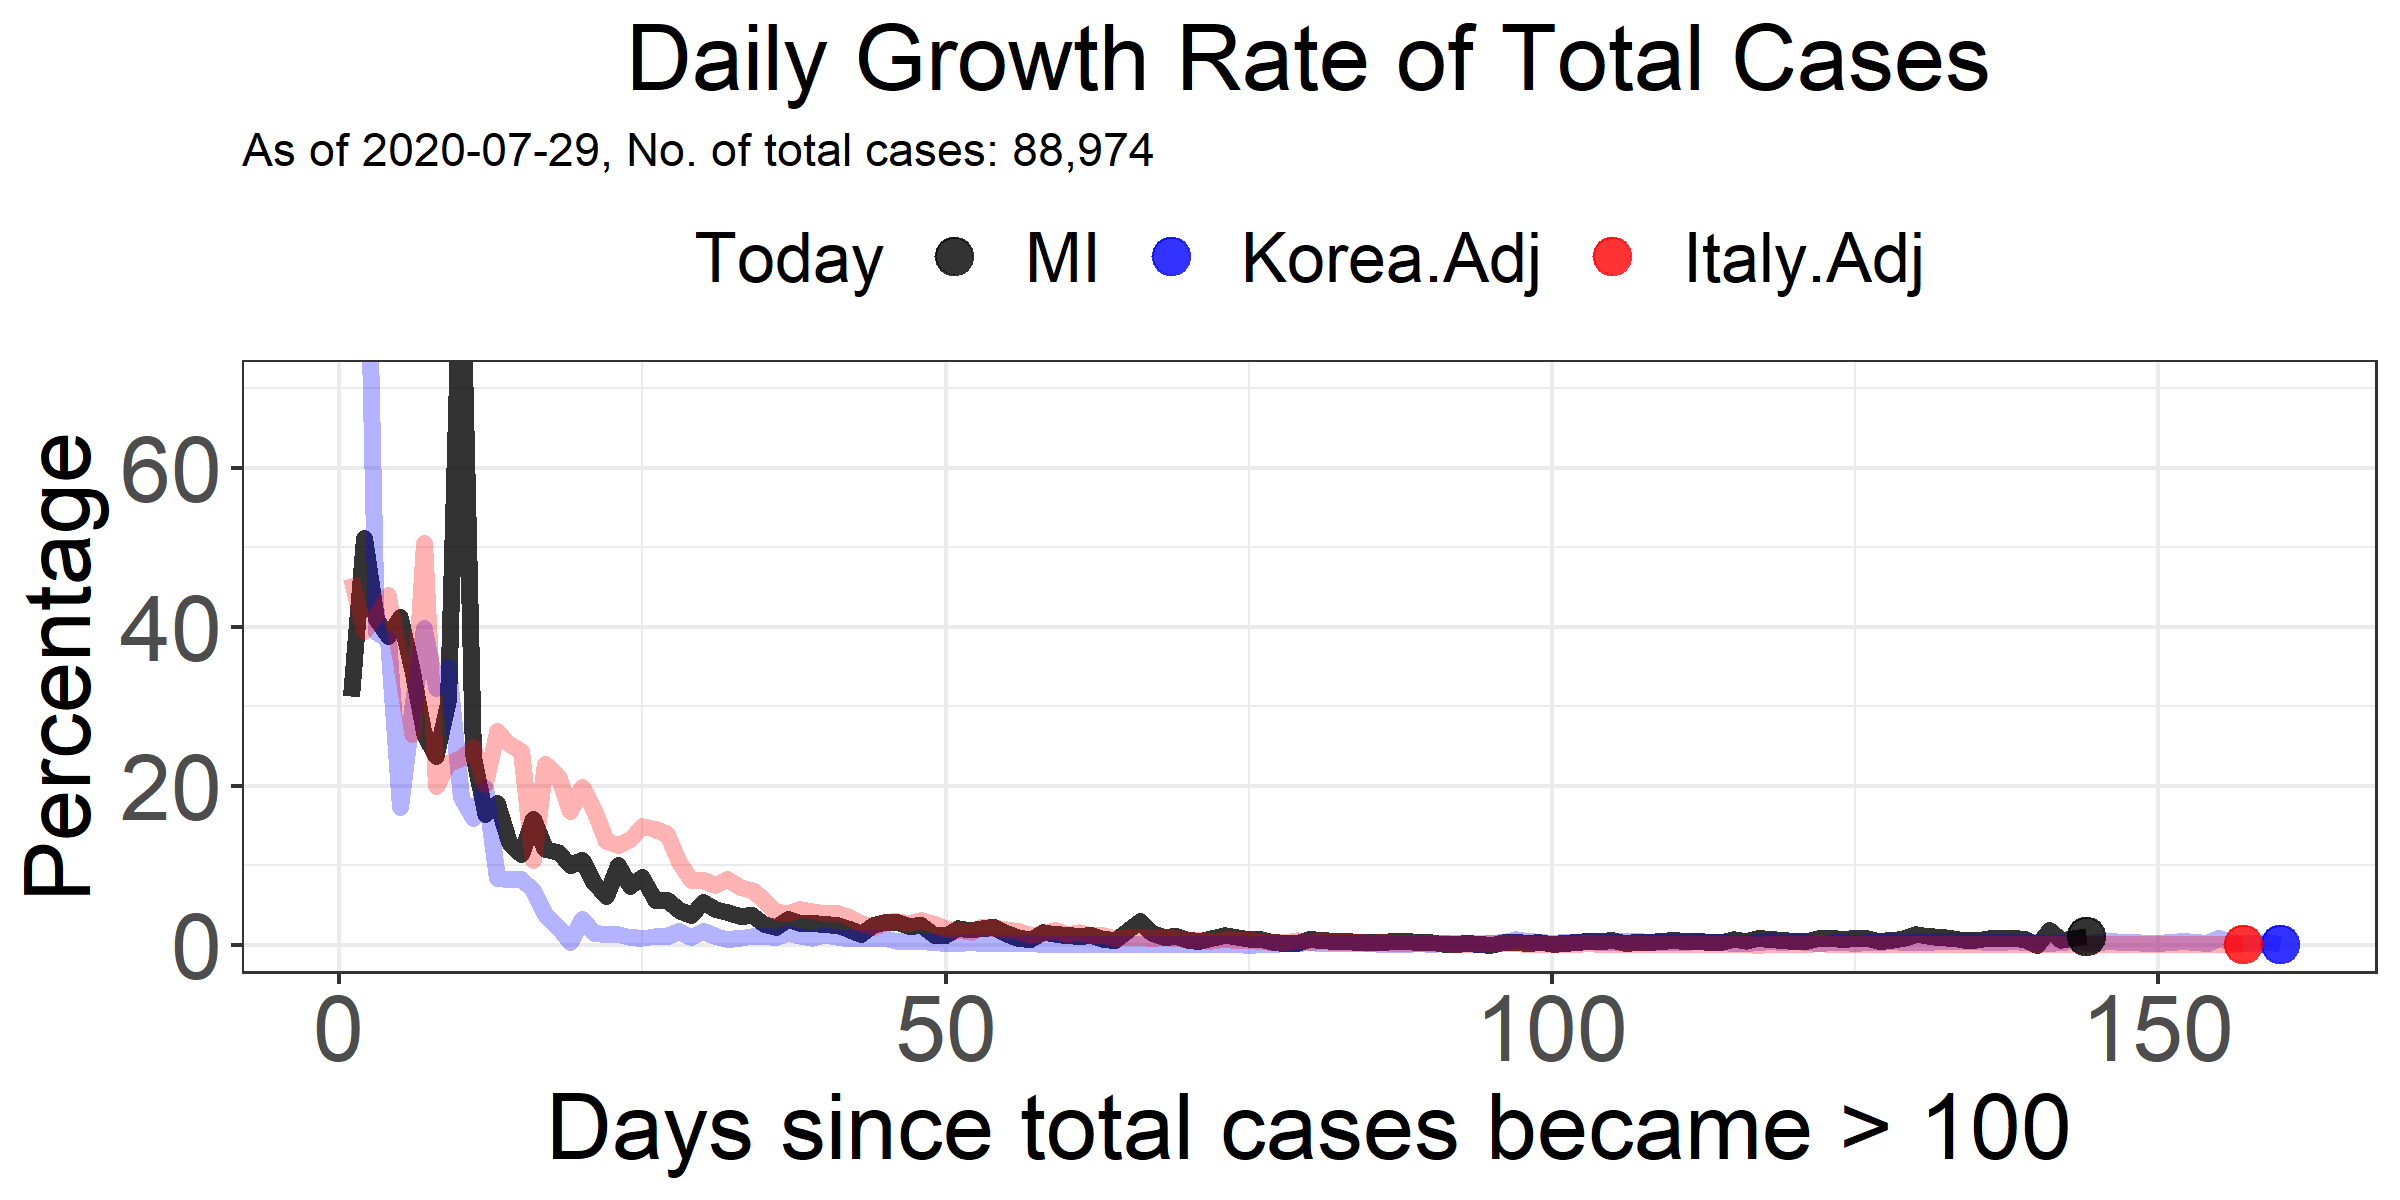 Daily Growth Rate of Total Cases
As of 2020-07-29, No. of total cases: 88,974
Today MI Korea.Adj Italy.Adj
Percentage
60
40
20
0
0 50 100 150
Days since total cases became > 100